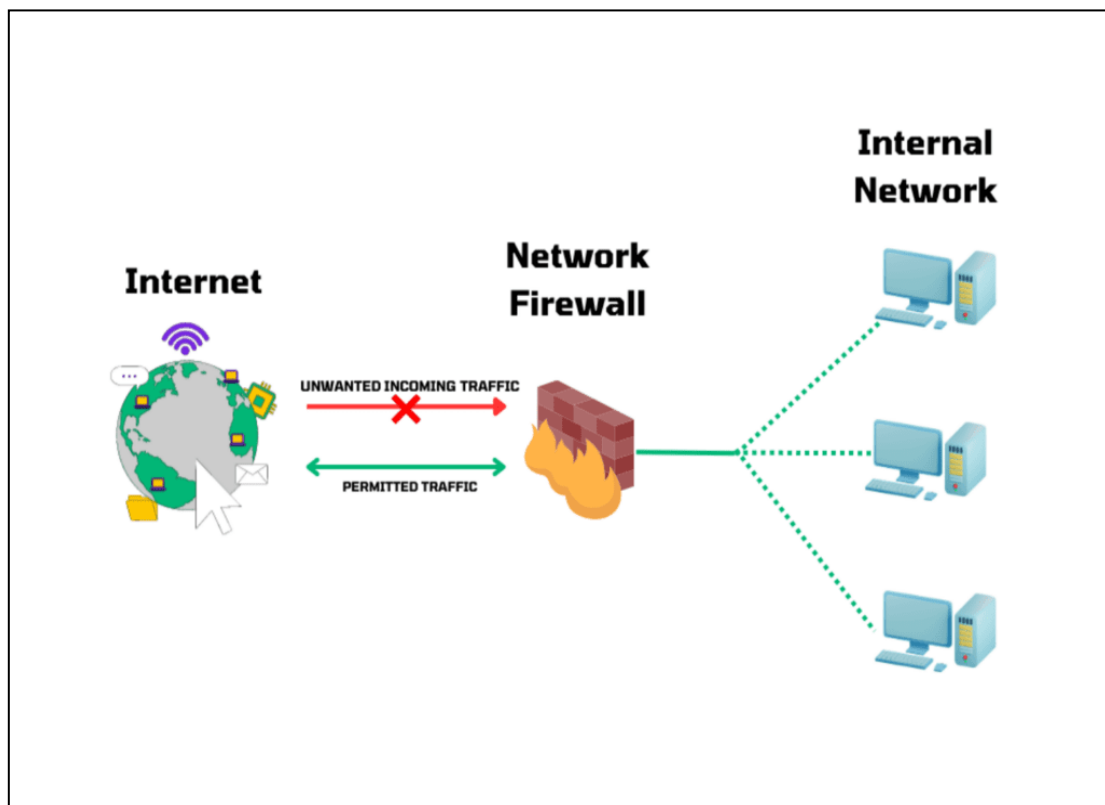 Internal
Network
Network
Firewall
Internet
UNWANTED INCOMING TRAFFIC
PERMITTED TRAFFIC